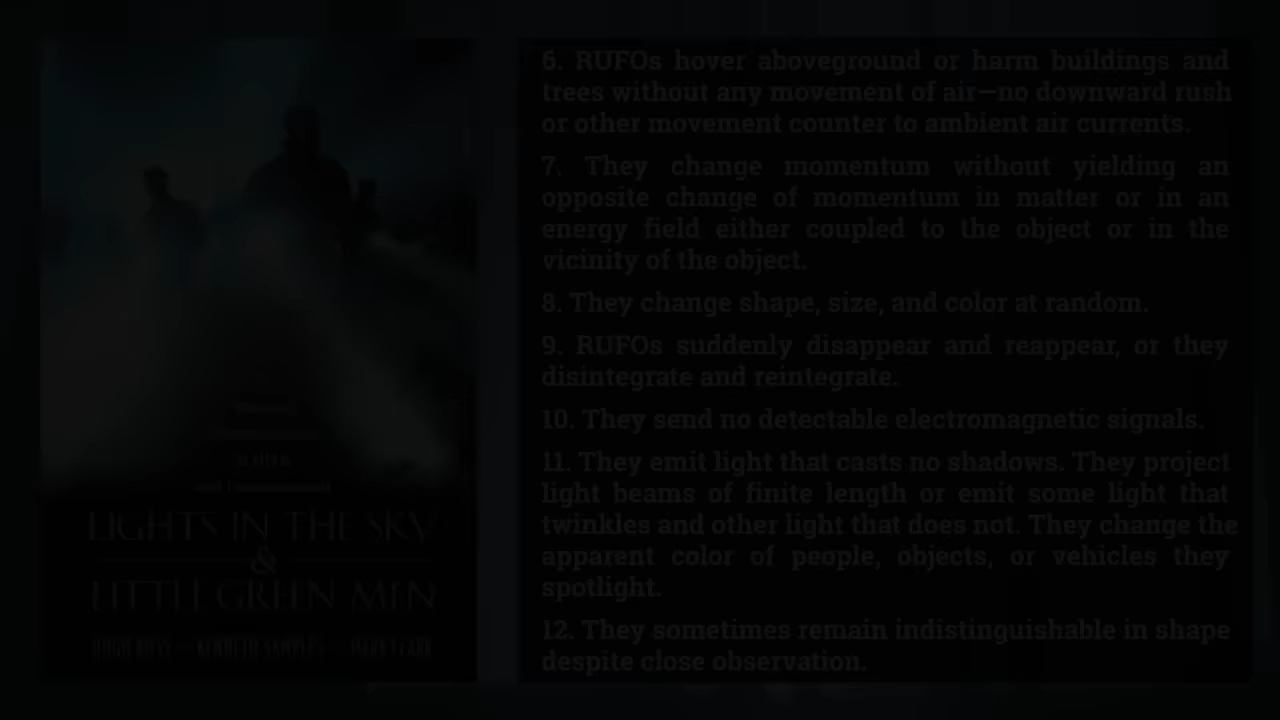 6. RUFOs hover aboveground or harm buildings and
trees without any movement of air—no downward rush
or other movement counter to ambient air currents.
7. They change momentum without yielding an
opposite change of momentum in matter or in an
energy field either coupled to the object or in the
vicinity of the object.
8. They change shape, size, and color at random.
9. RUFOs suddenly disappear and reappear, or they
disintegrate and reintegrate.
10. They send no detectable electromagnetic signals.
11. They emit light that casts no shadows. They project
light beams of finite length or emit some light that
twinkles and other light that does not. They change the
apparent color of people, objects, or vehicles they
spotlight.
12. They sometimes remain indistinguishable in shape
despite close observation.
LIGHTS IN THE SKY
&
LITTLE GREEN MEN
HUGH ROSS KENNETH SAMPLES MARK CLARK